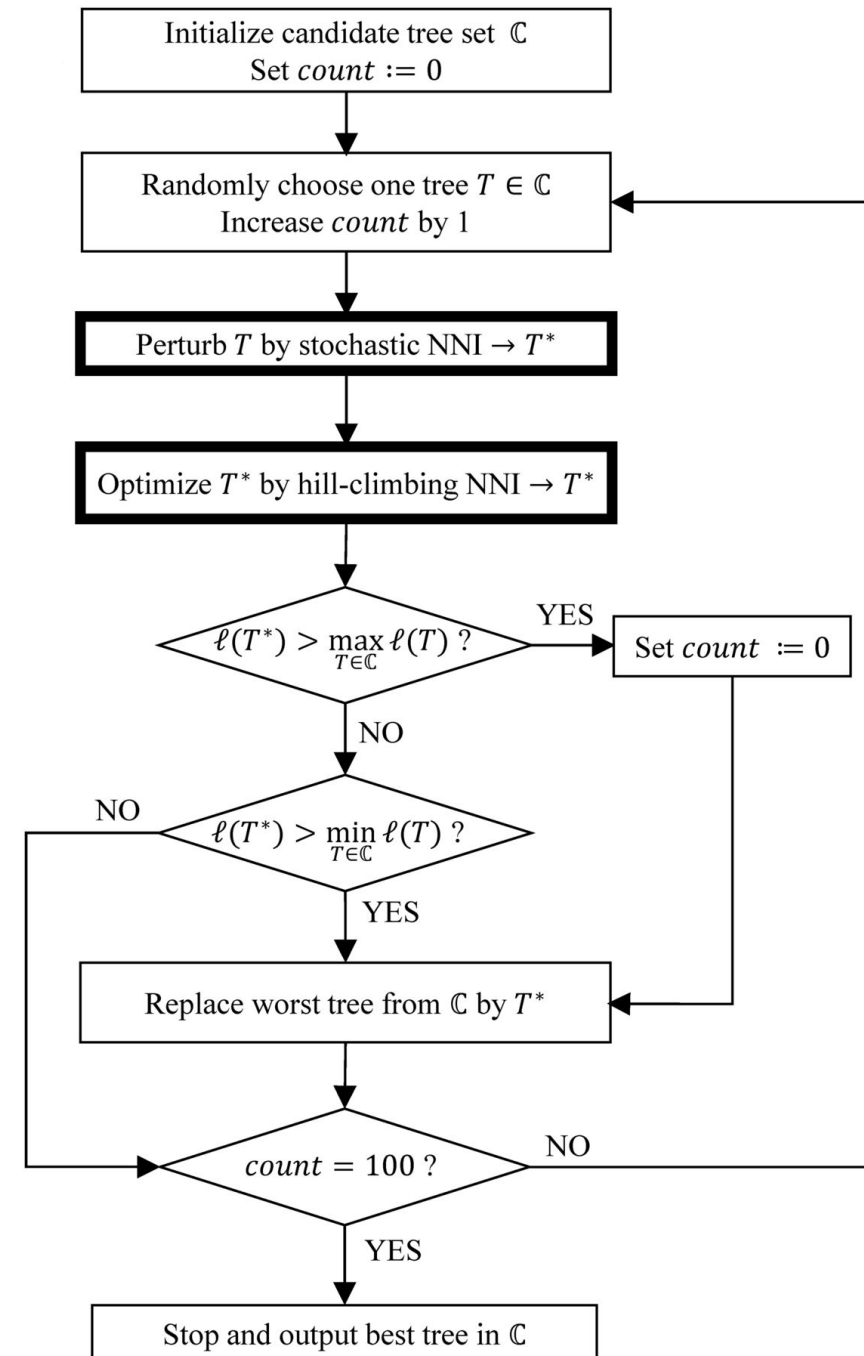 Initialize candidate tree set ℂ
Set count := 0
Randomly choose one tree T ∈ ℂ
Increase count by 1
Perturb T by stochastic NNI → T*
Optimize T* by hill-climbing NNI → T*
ℓ(T*) > max ℓ(T) ?
T∈ℂ
YES
Set count := 0
NO
NO
ℓ(T*) > min ℓ(T) ?
T∈ℂ
YES
Replace worst tree from ℂ by T*
count = 100 ?
NO
YES
Stop and output best tree in ℂ